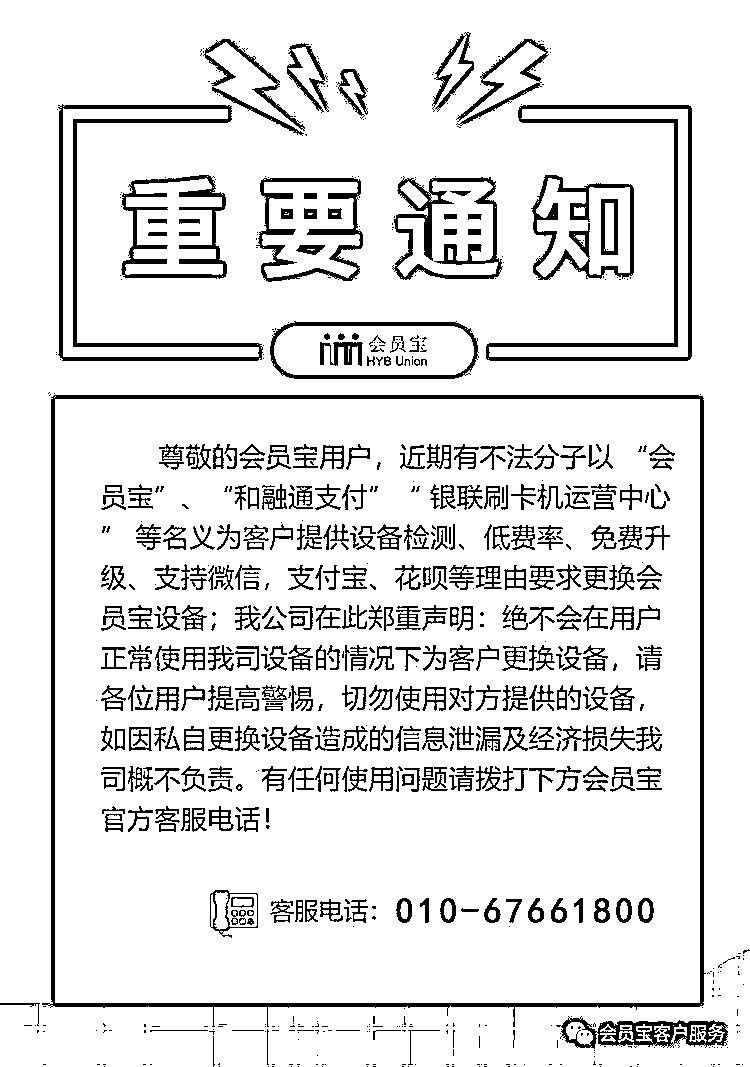 重要通知
会员宝
HYB Union
尊敬的会员宝用户，近期有不法分子以 “会
员宝”、“和融通支付” “ 银联刷卡机运营中心
” 等名义为客户提供设备检测、低费率、免费升
级、支持微信，支付宝、花呗等理由要求更换会
员宝设备；我公司在此郑重声明：绝不会在用户
正常使用我司设备的情况下为客户更换设备，请
各位用户提高警惕，切勿使用对方提供的设备，
如因私自更换设备造成的信息泄漏及经济损失我
司概不负责。有任何使用问题请拨打下方会员宝
官方客服电话！
客服电话：010-67661800
会员宝客户服务